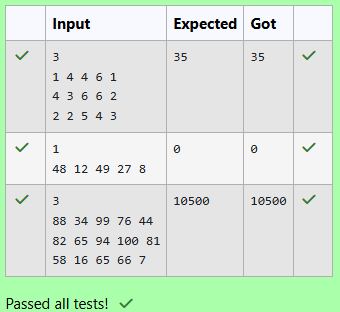 Input Expected Got
3 35 35
1 4 4 6 1
4 3 6 6 2
2 2 5 4 3
1 0 0
48 12 49 27 8
3 10500 10500
88 34 99 76 44
82 65 94 100 81
58 16 65 66 7
Passed all tests!